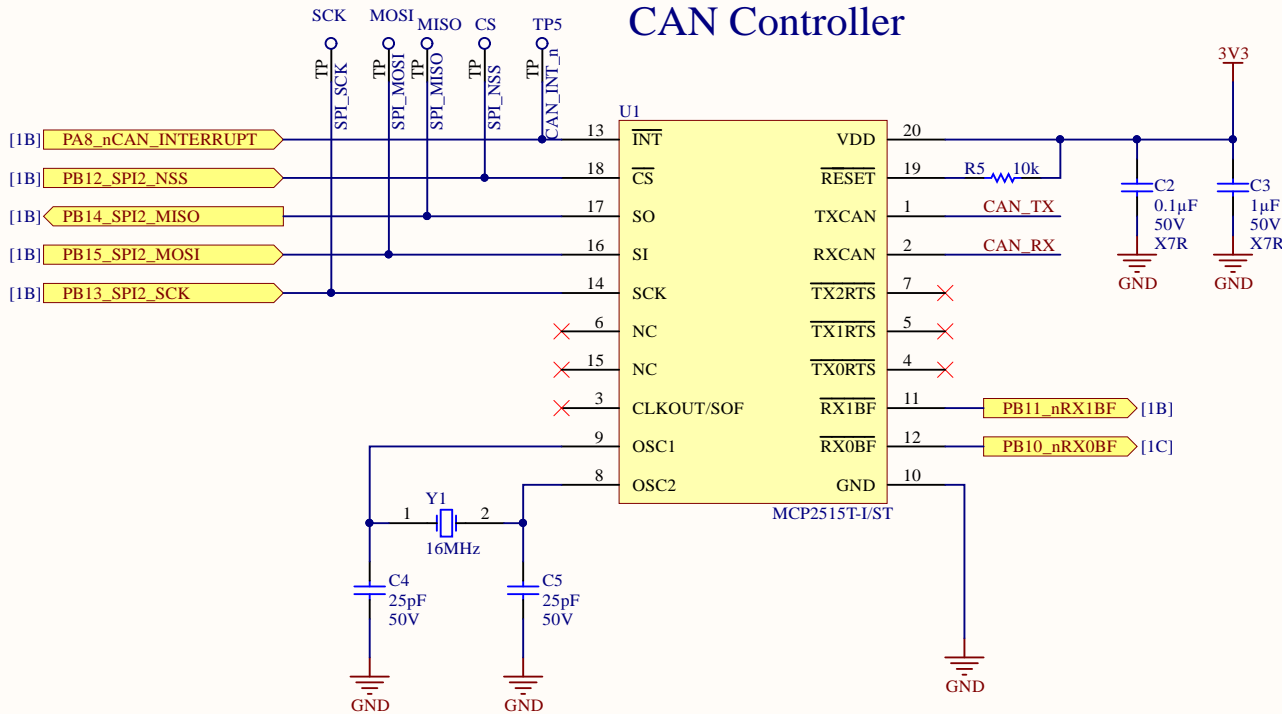 CAN Controller
SCK
MOSI
MISO
CS
TP5
TP
TP
TP
TP
TP
SPI_SCK
SPI_MOSI
SPI_MISO
SPI_NSS
CAN_INT_n
3V3
U1
[1B] PA8_nCAN_INTERRUPT 13 INT VDD 20
[1B] PB12_SPI2_NSS 18 CS RESET 19 R5 10k
[1B] PB14_SPI2_MISO 17 SO TXCAN 1 CAN_TX
[1B] PB15_SPI2_MOSI 16 SI RXCAN 2 CAN_RX
[1B] PB13_SPI2_SCK 14 SCK TX2RTS 7
6 NC TX1RTS 5
15 NC TX0RTS 4
3 CLKOUT/SOF RX1BF 11 PB11_nRX1BF [1B]
9 OSC1 RX0BF 12 PB10_nRX0BF [1C]
8 OSC2 GND 10
MCP2515T-I/ST
C2
0.1µF
50V
X7R
GND
C3
1µF
50V
X7R
GND
Y1
1 2
16MHz
C4
25pF
50V
GND
C5
25pF
50V
GND
GND